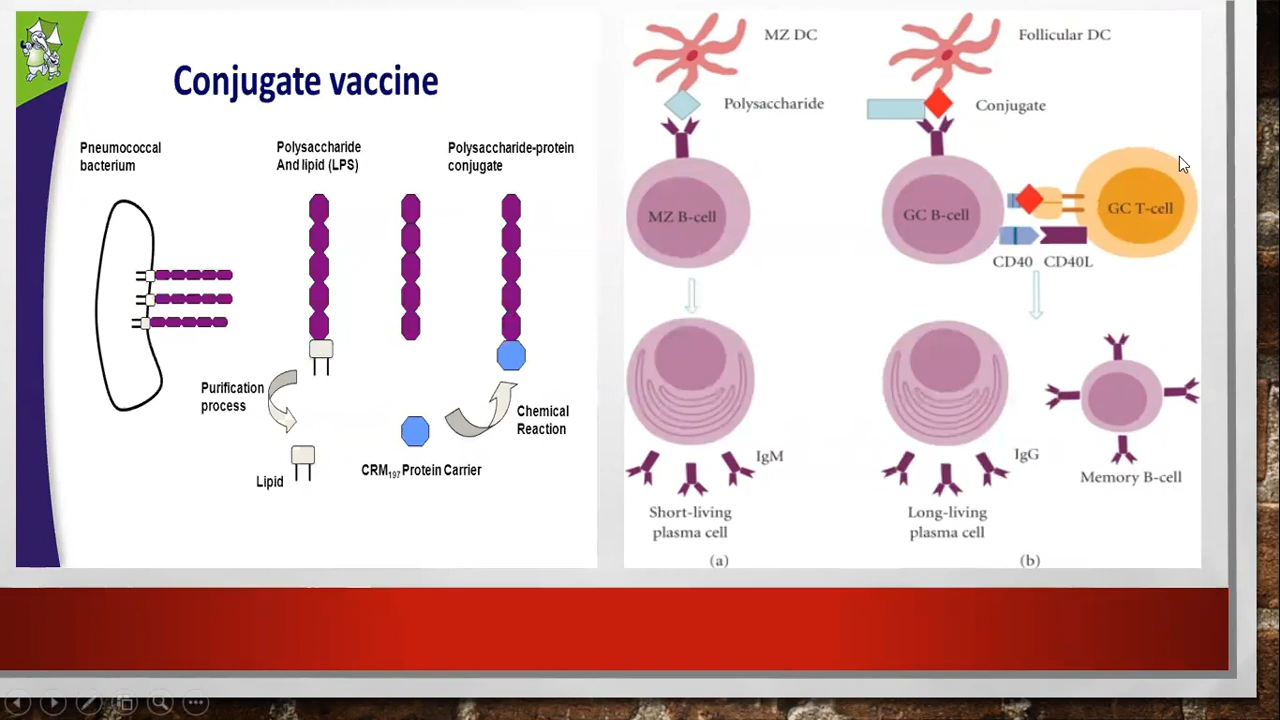 Conjugate vaccine
Pneumococcal
bacterium
Polysaccharide
And lipid (LPS)
Polysaccharide-protein
conjugate
Purification
process
Lipid
CRM197 Protein Carrier
Chemical
Reaction
MZ DC
Polysaccharide
MZ B-cell
IgM
Short-living
plasma cell
(a)
Follicular DC
Conjugate
GC B-cell
GC T-cell
CD40 CD40L
IgG
Long-living
plasma cell
Memory B-cell
(b)